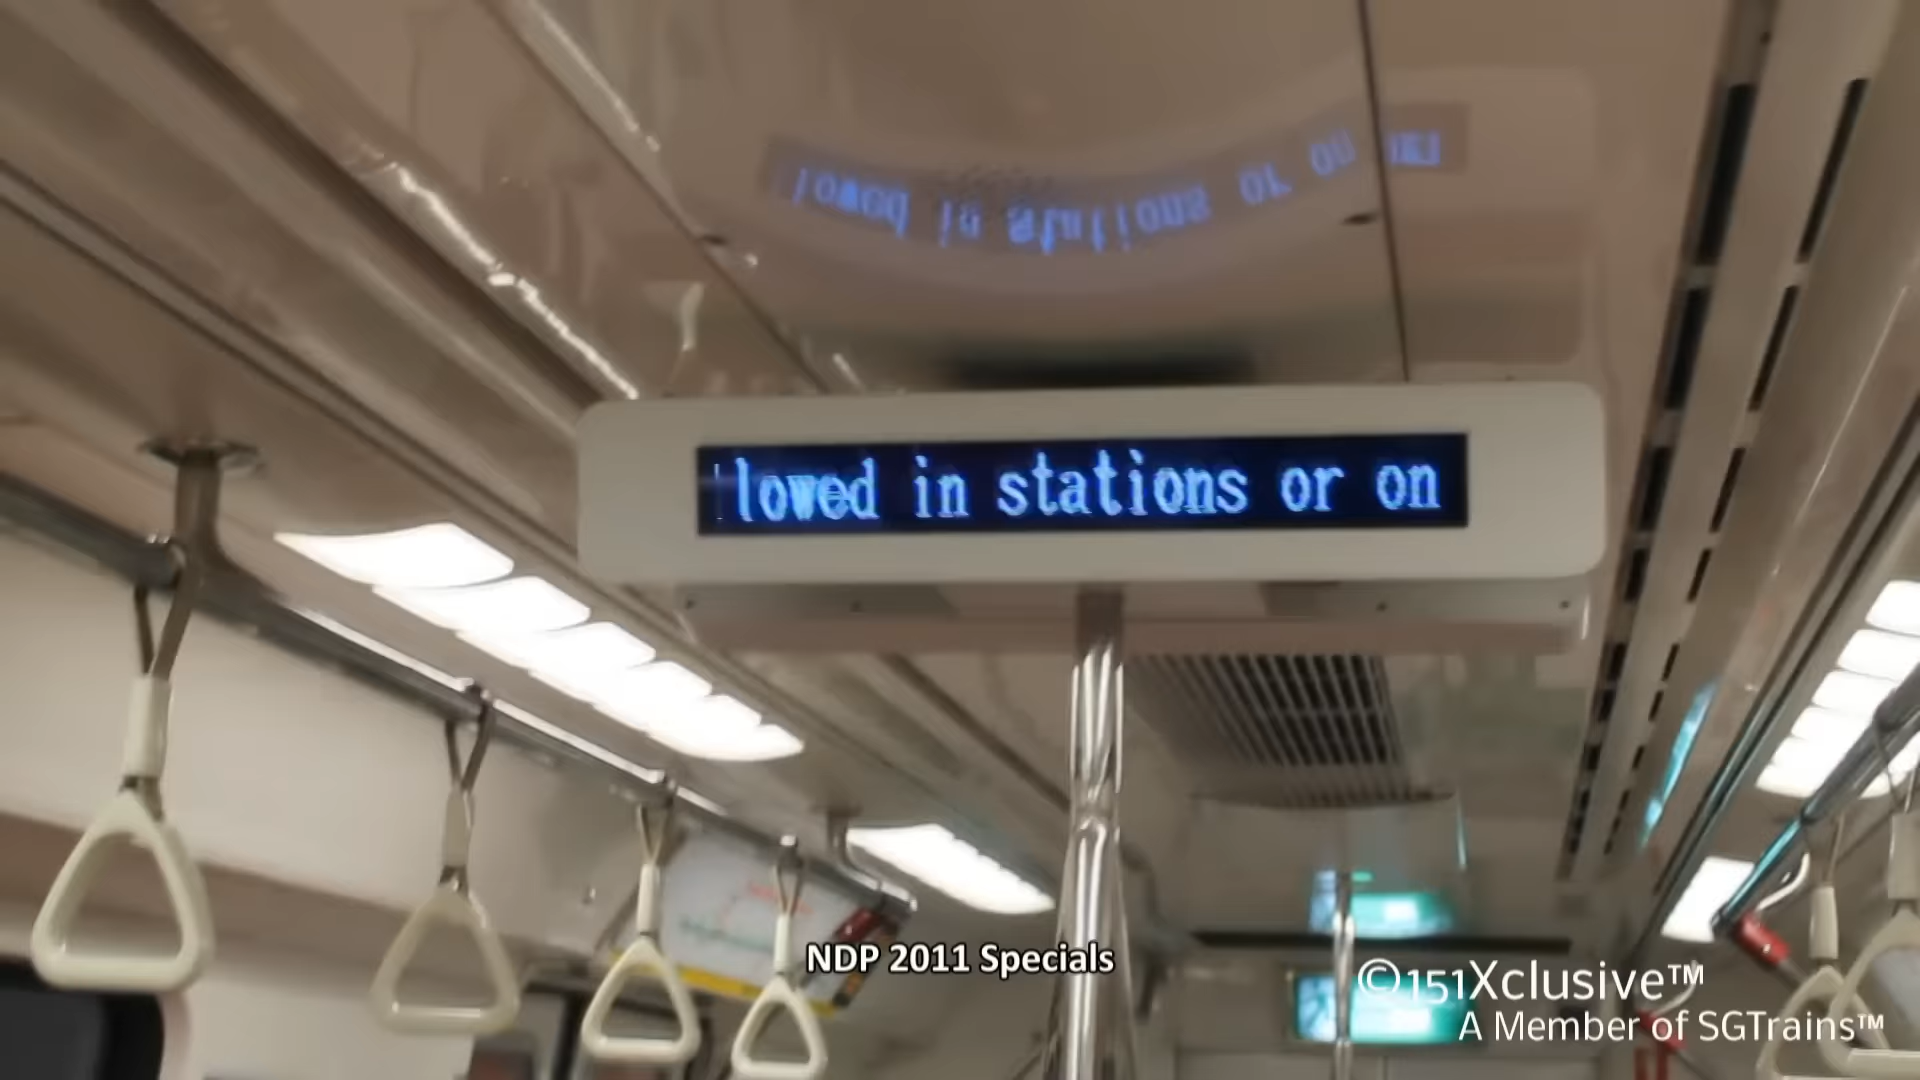 lowed in stations or on
NDP 2011 Specials
©151Xclusive™
A Member of SGTrains™